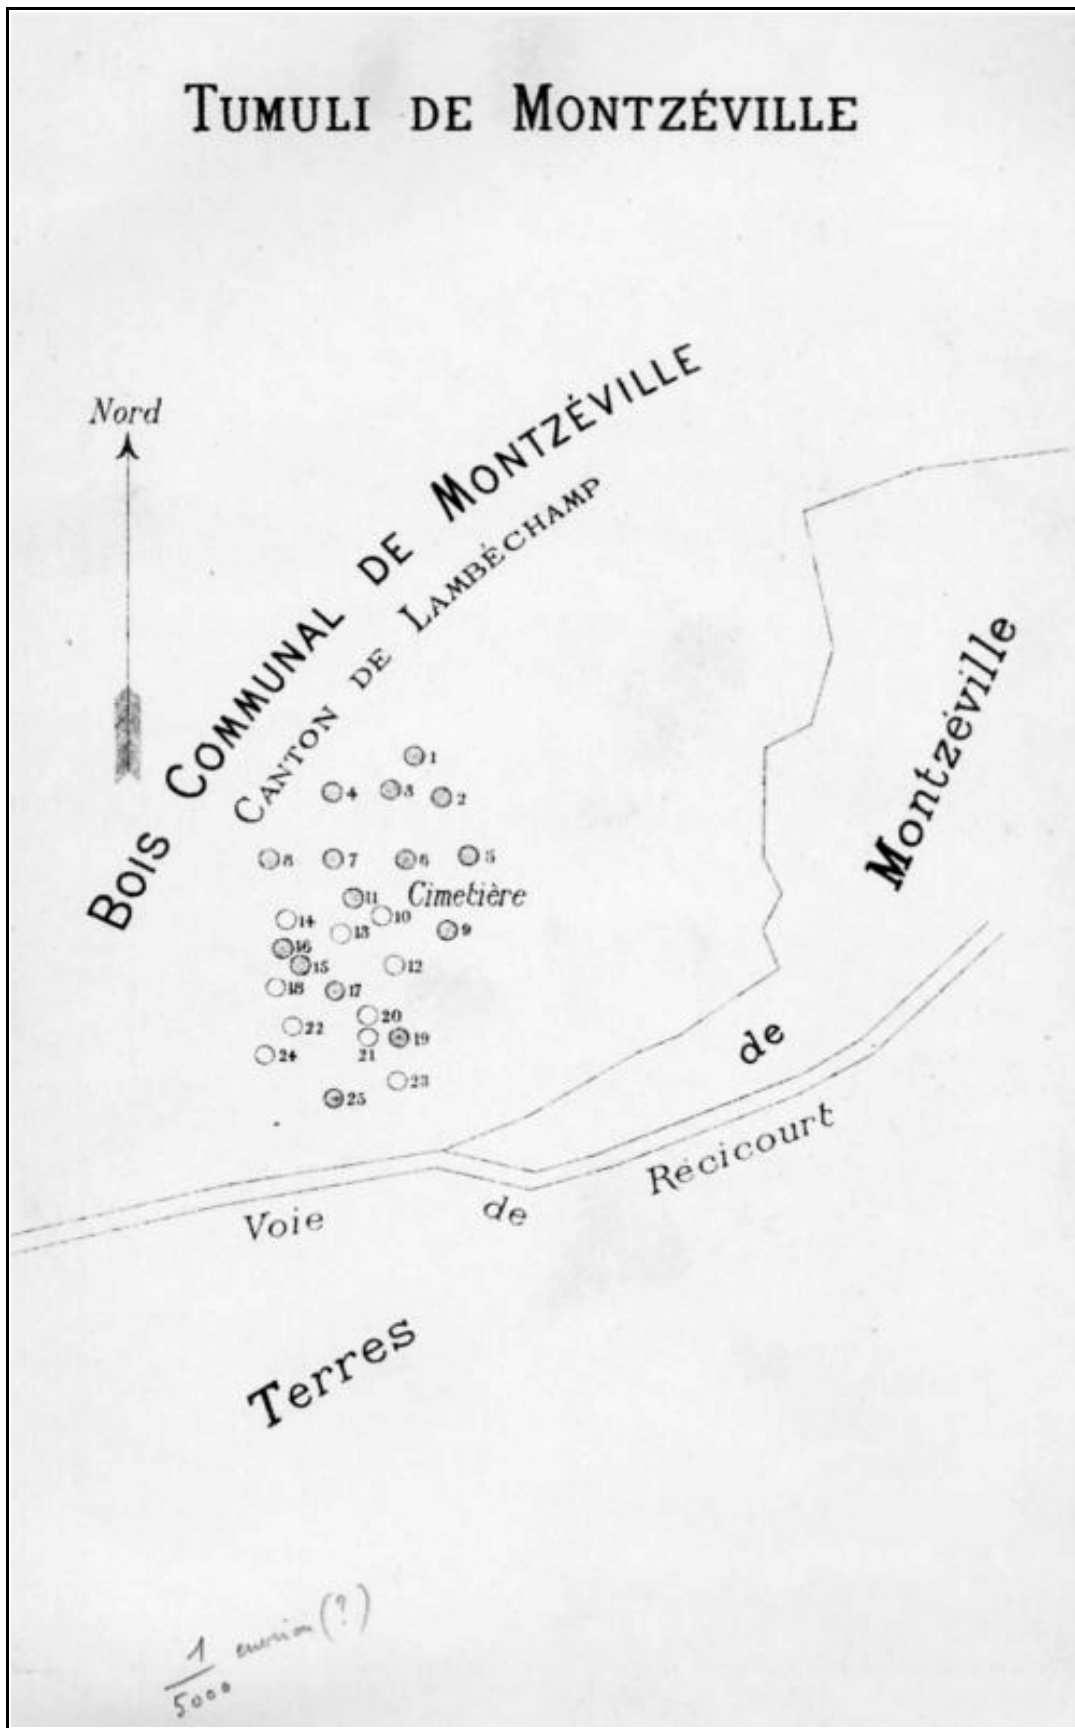 TUMULI DE MONTZÉVILLE
Nord
BOIS COMMUNAL DE MONTZÉVILLE
CANTON DE LAMBÉCHAMP
1
4 3 2
8 7 6 5
11 Cimetière
14 13 10 9
16
15 12
18 17
20
22 21 19
24
23
25
Terres de Montzéville
Voie de Récicourt
1/5000 environ (?)